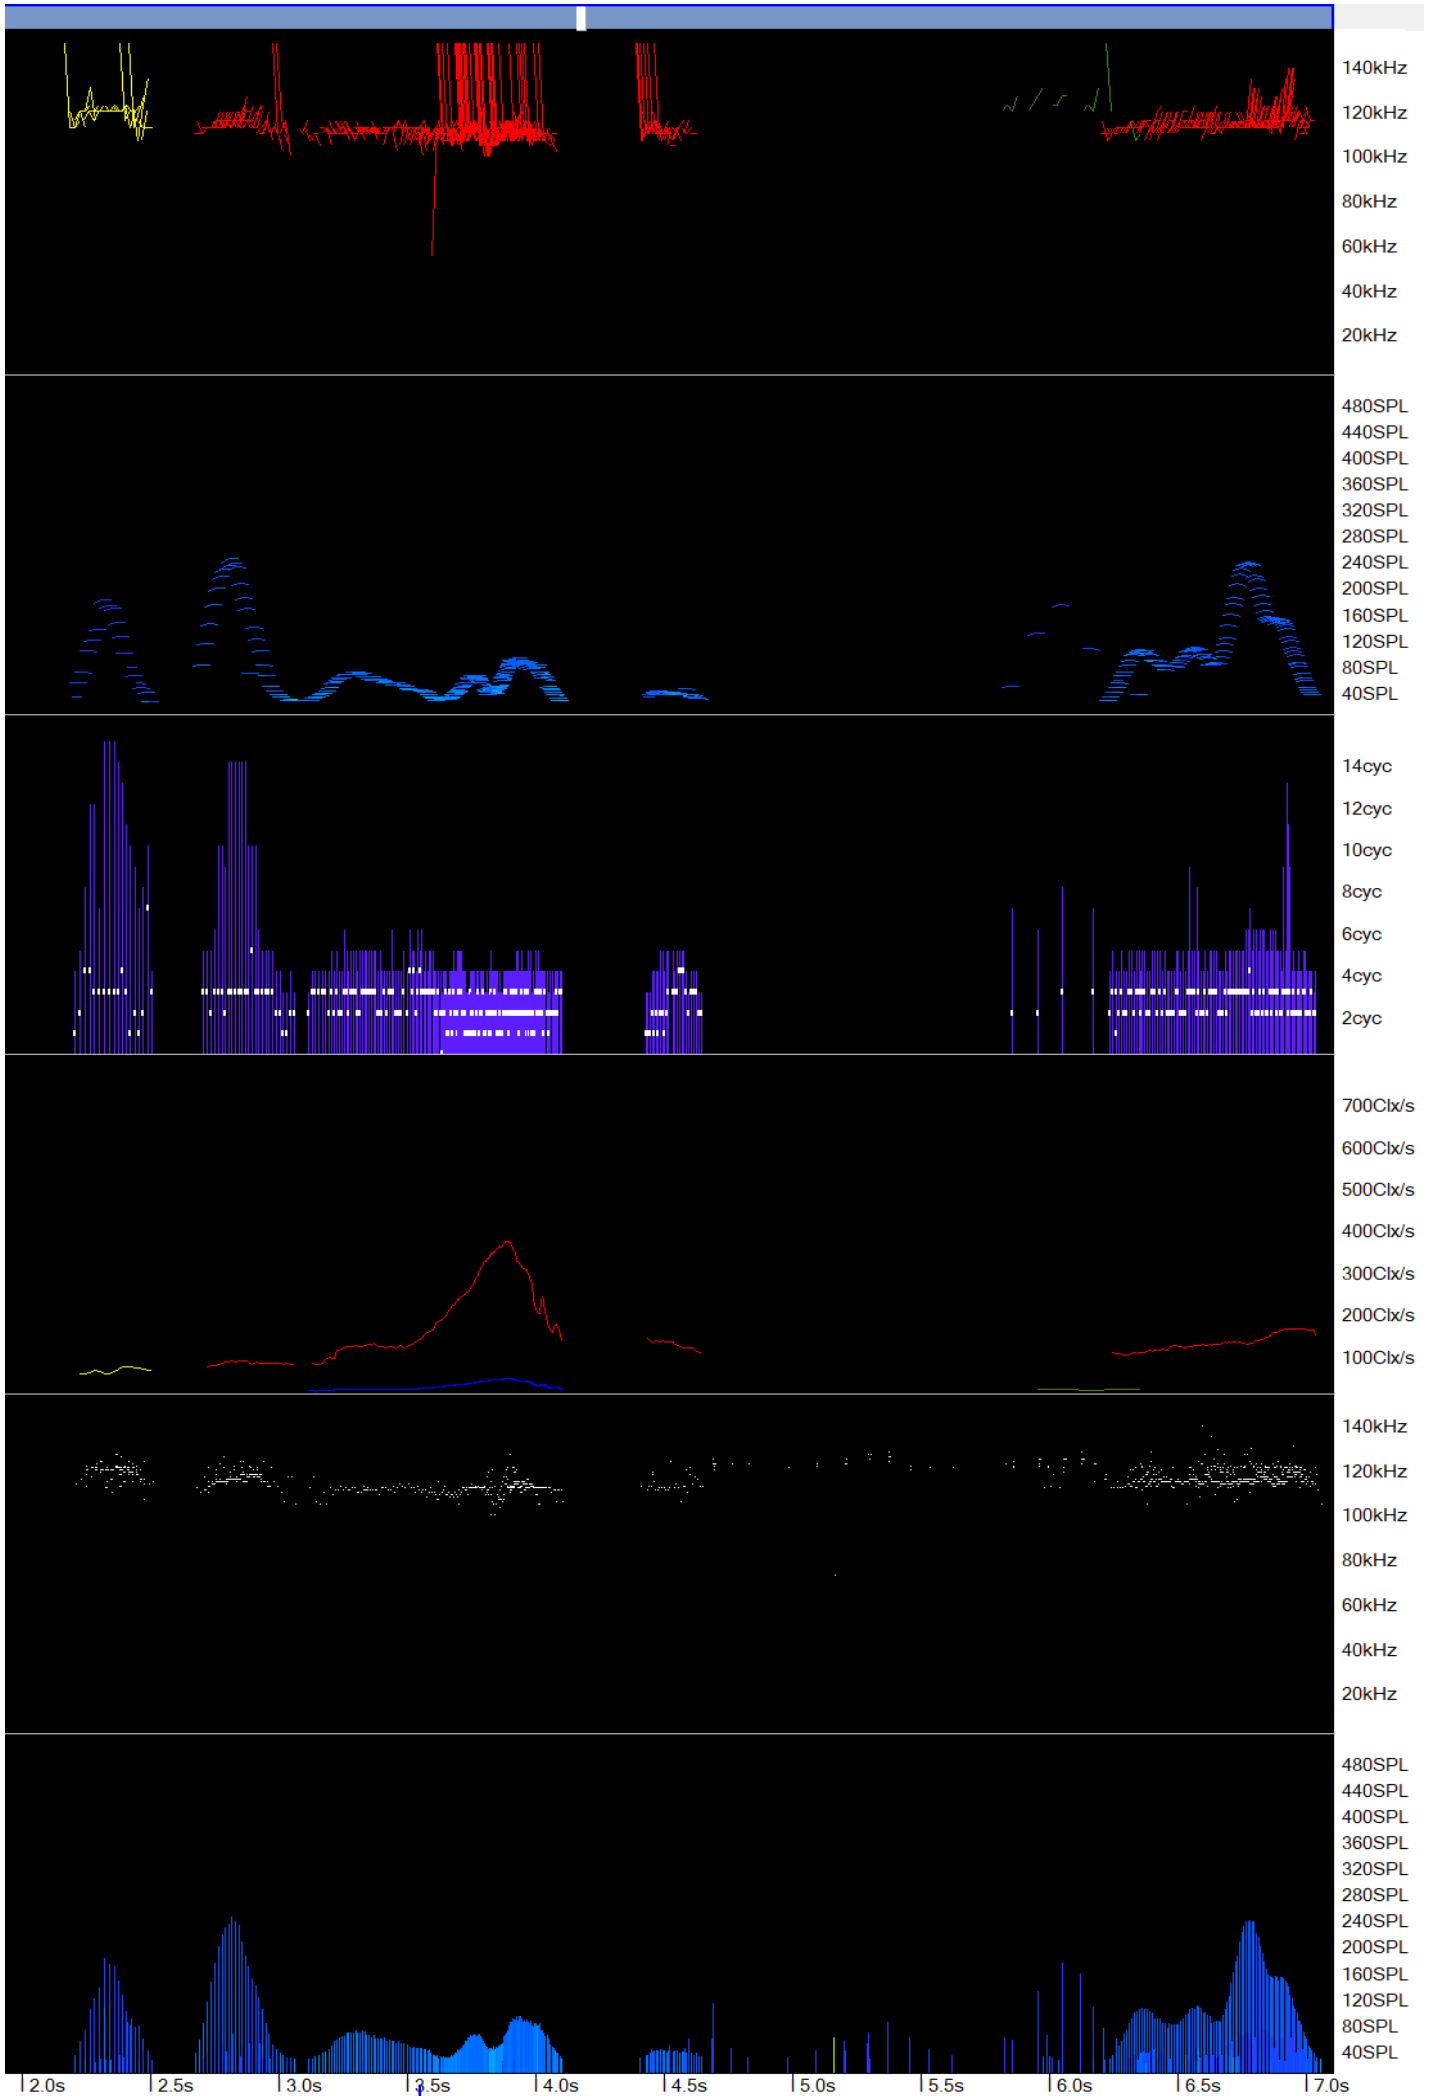 140kHz
120kHz
100kHz
80kHz
60kHz
40kHz
20kHz
480SPL
440SPL
400SPL
360SPL
320SPL
280SPL
240SPL
200SPL
160SPL
120SPL
80SPL
40SPL
14cyc
12cyc
10cyc
8cyc
6cyc
4cyc
2cyc
700Clx/s
600Clx/s
500Clx/s
400Clx/s
300Clx/s
200Clx/s
100Clx/s
140kHz
120kHz
100kHz
80kHz
60kHz
40kHz
20kHz
480SPL
440SPL
400SPL
360SPL
320SPL
280SPL
240SPL
200SPL
160SPL
120SPL
80SPL
40SPL
2.0s 2.5s 3.0s 3.5s 4.0s 4.5s 5.0s 5.5s 6.0s 6.5s 7.0s